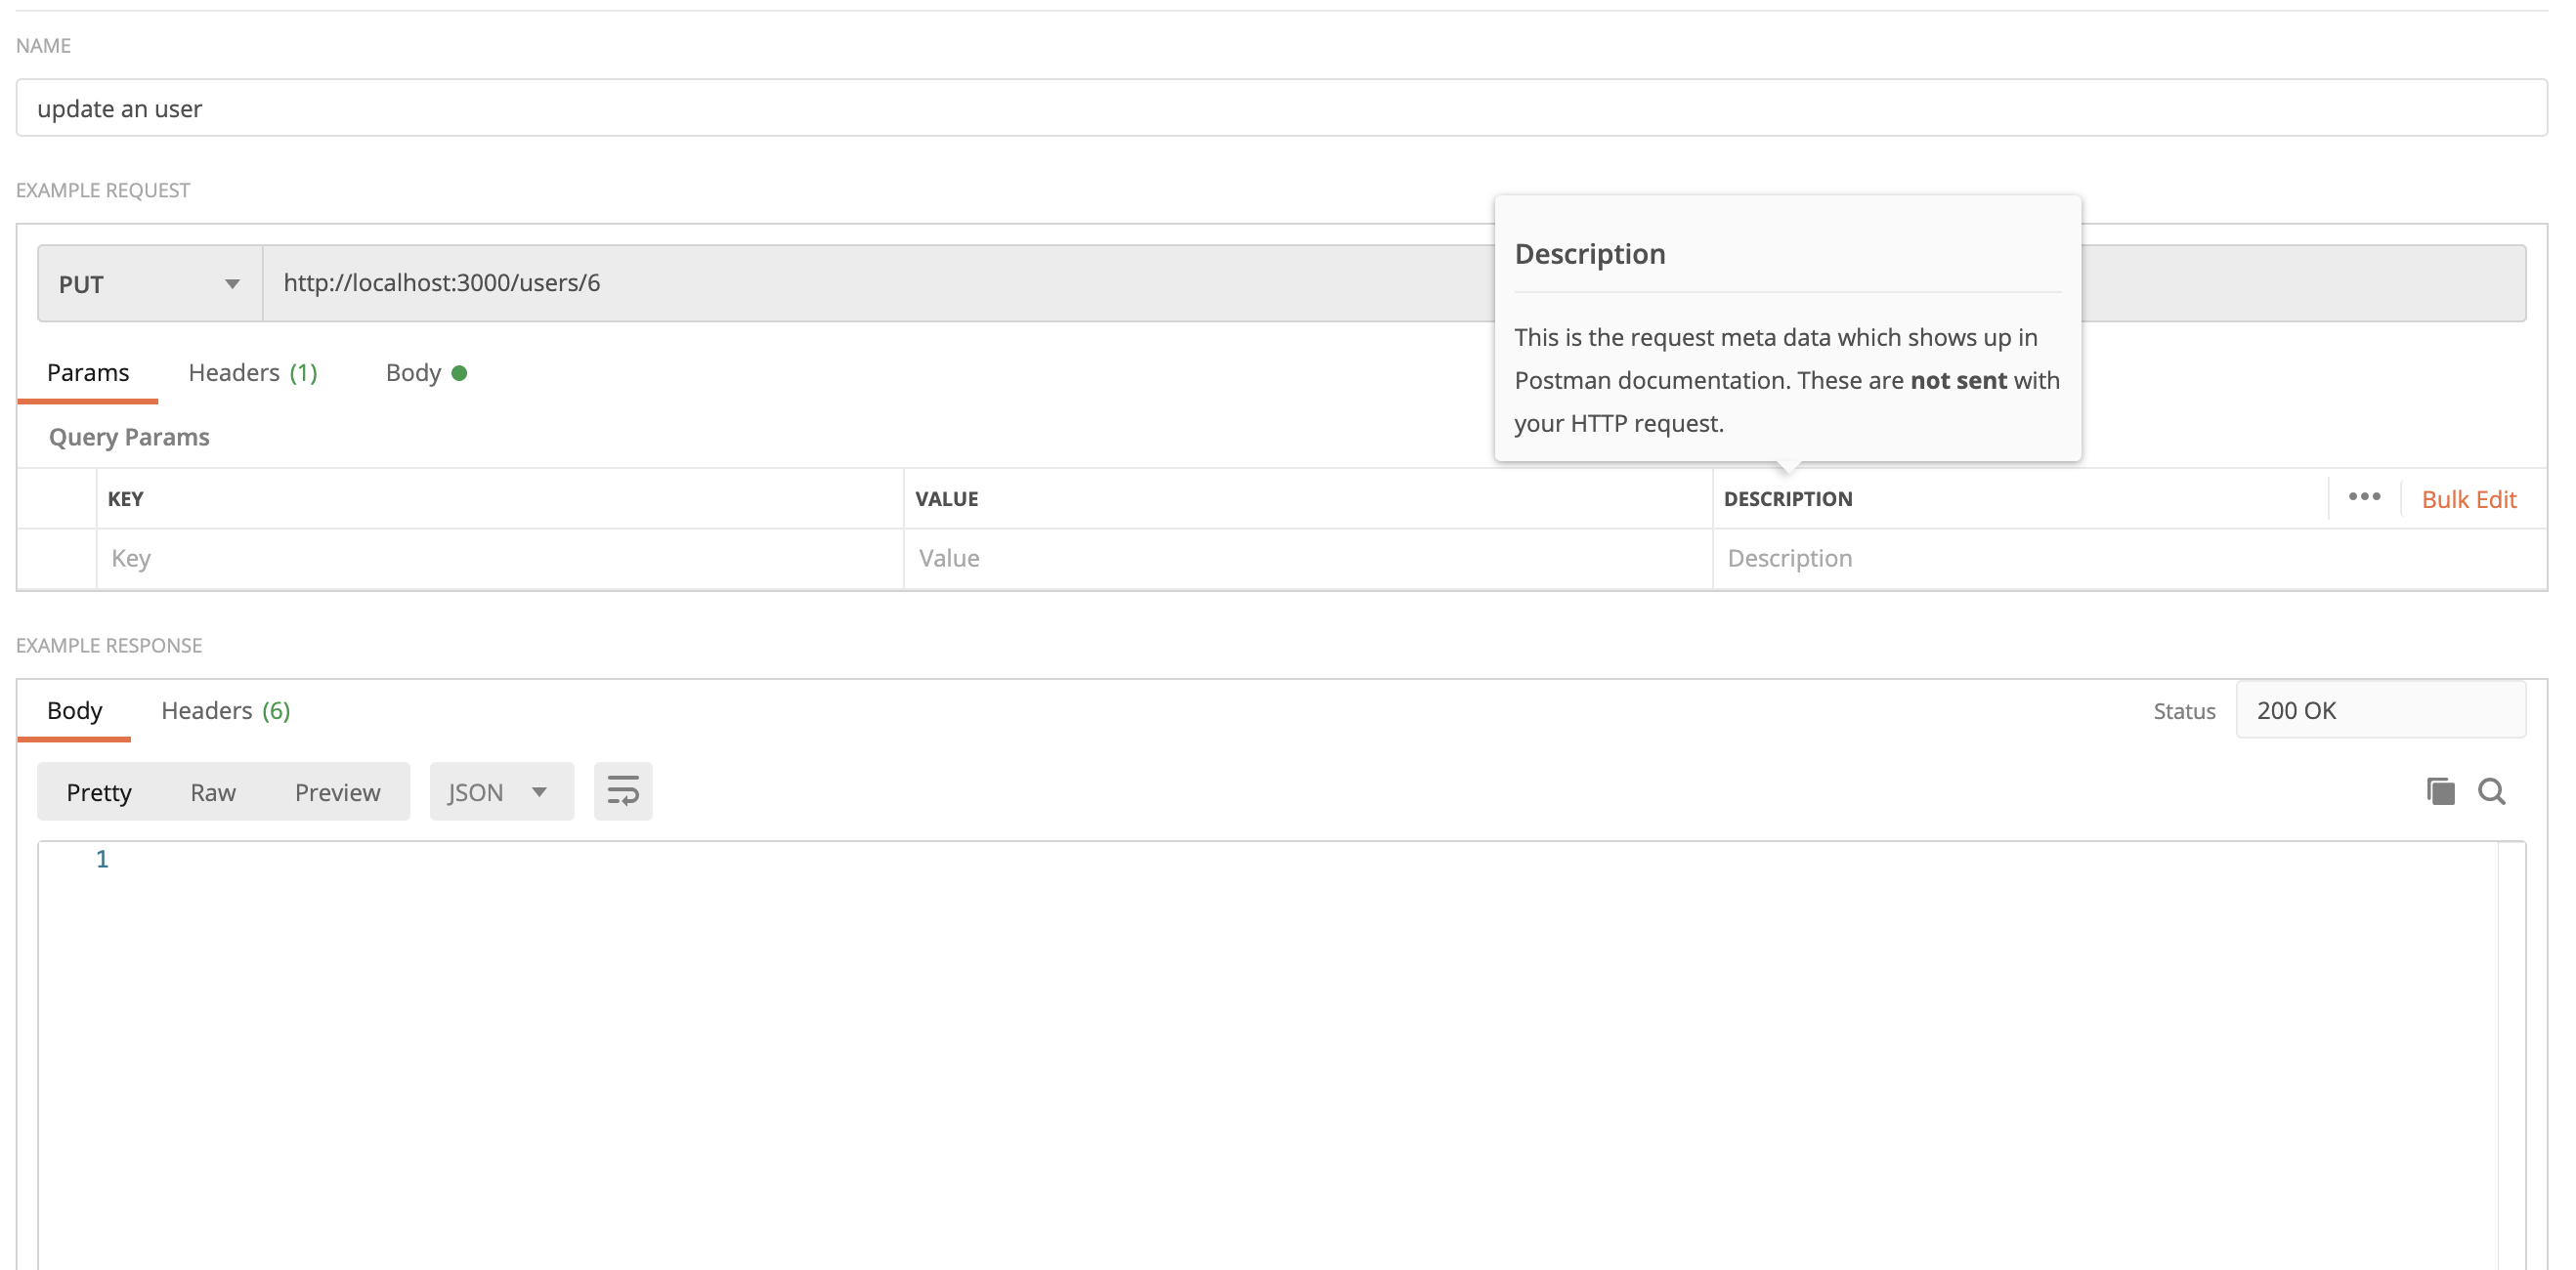 NAME
update an user
EXAMPLE REQUEST
PUT http://localhost:3000/users/6
Description
This is the request meta data which shows up in
Postman documentation. These are not sent with
your HTTP request.
Params Headers (1) Body
Query Params
KEY VALUE DESCRIPTION ••• Bulk Edit
Key Value Description
EXAMPLE RESPONSE
Body Headers (6) Status 200 OK
Pretty Raw Preview JSON
1